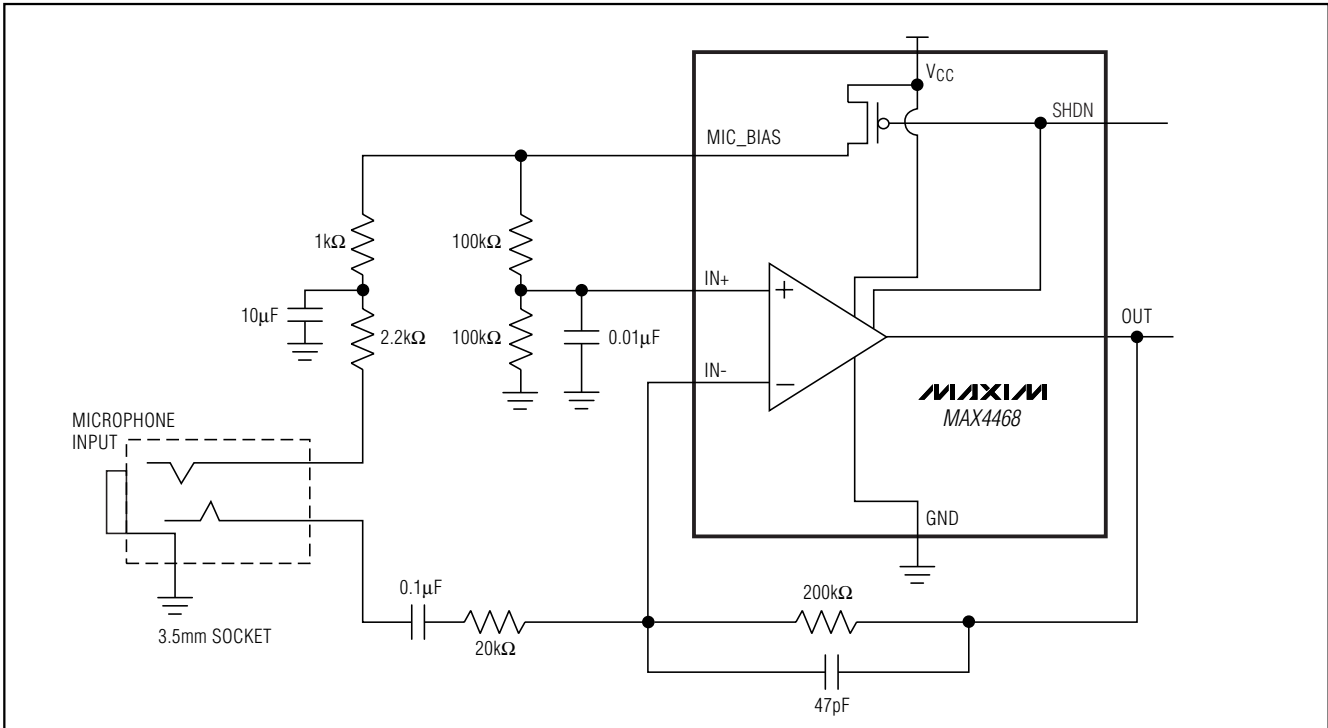 VCC
SHDN
MIC_BIAS
1kΩ
100kΩ
IN+
10µF
2.2kΩ
100kΩ
0.01µF
OUT
IN-
MAXIM
MAX4468
MICROPHONE
INPUT
GND
0.1µF
200kΩ
3.5mm SOCKET
20kΩ
47pF